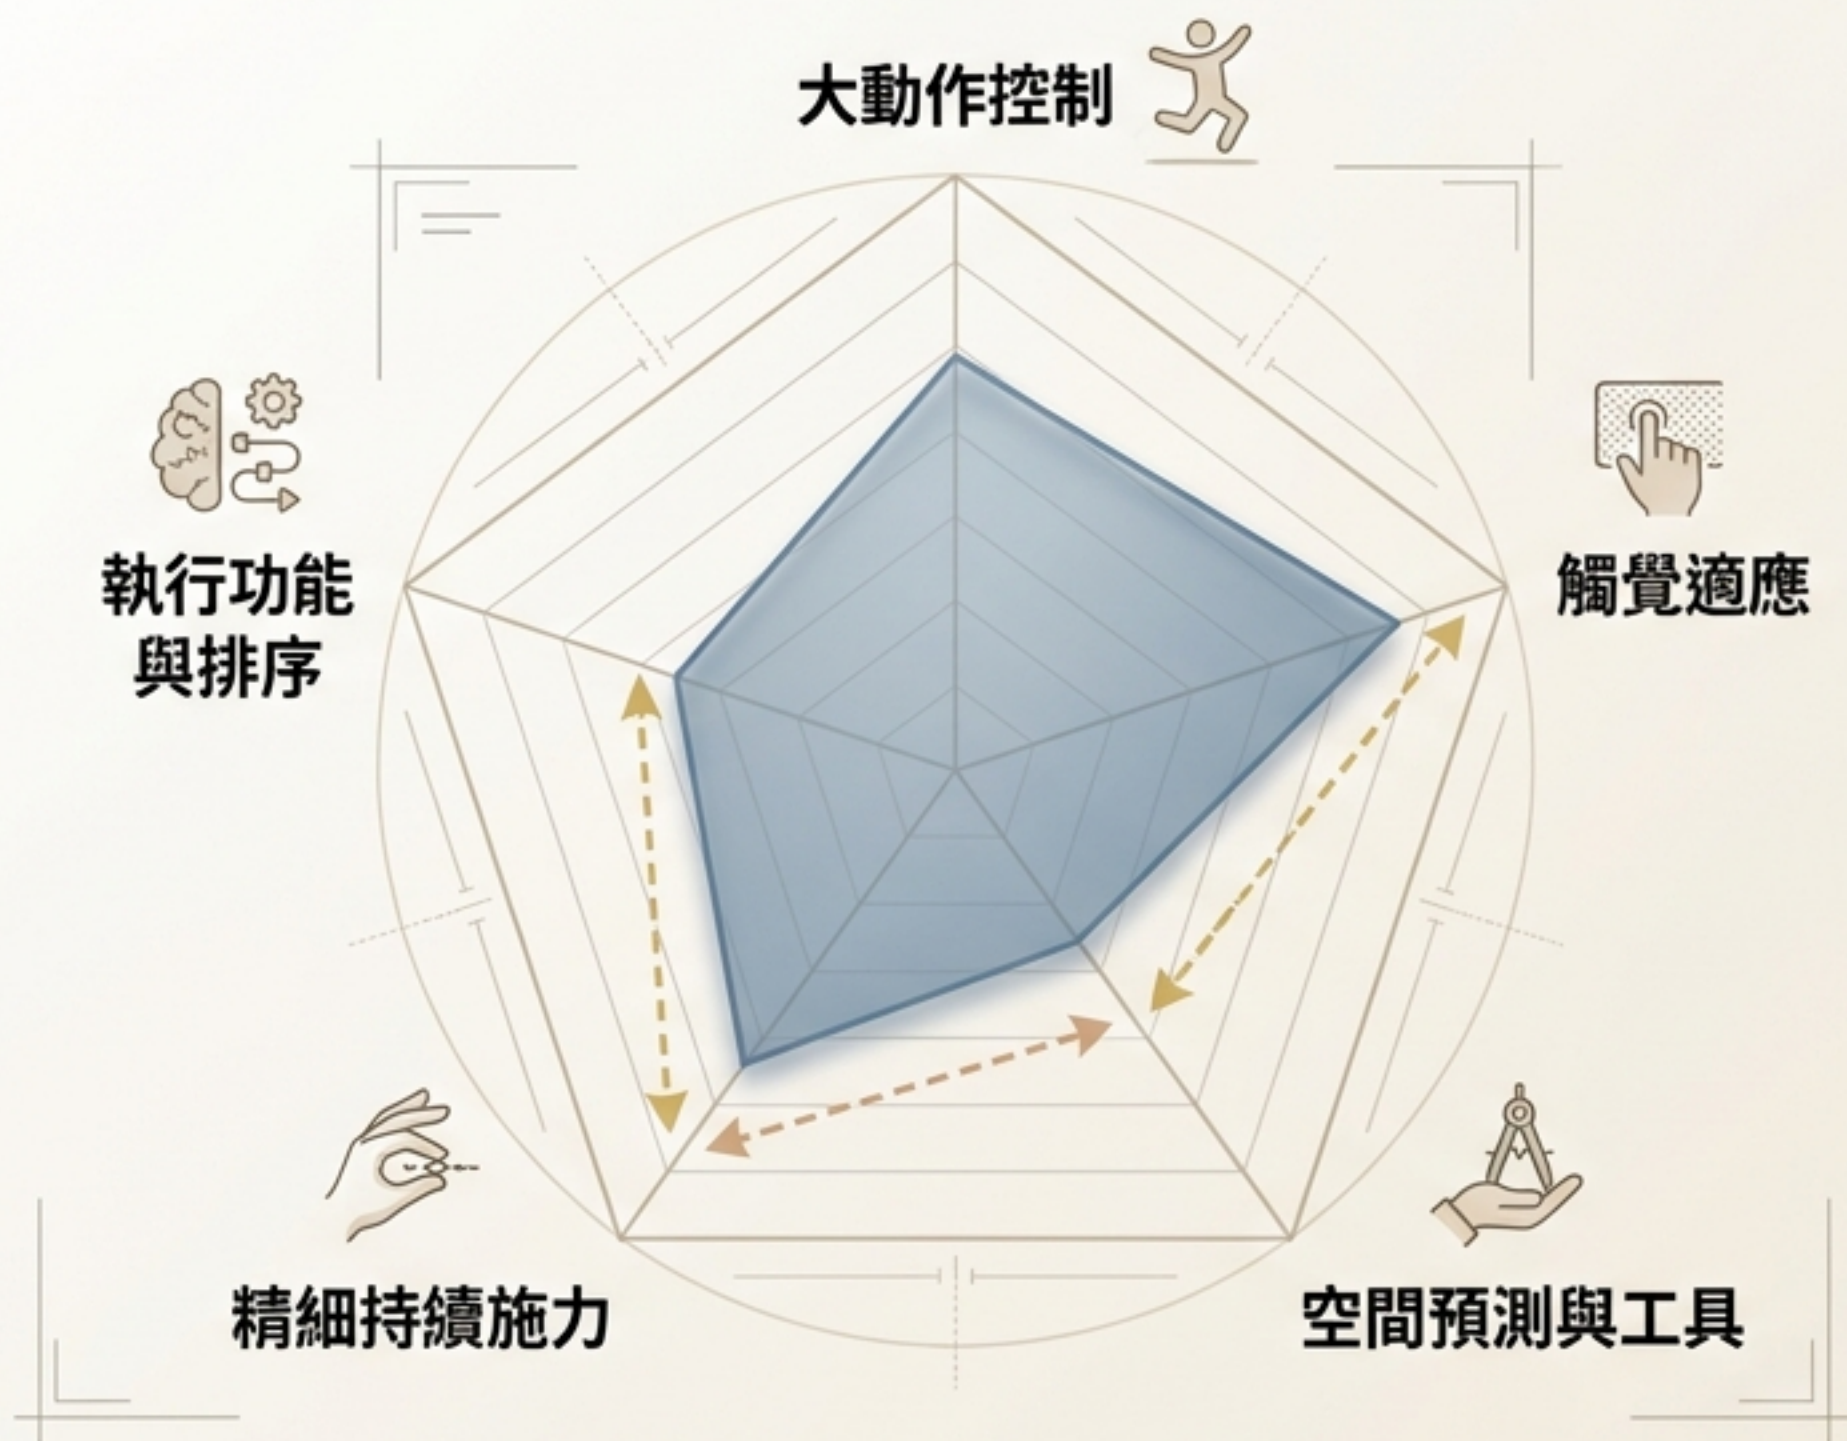 大動作控制
觸覺適應
執行功能
與排序
精細持續施力
空間預測與工具